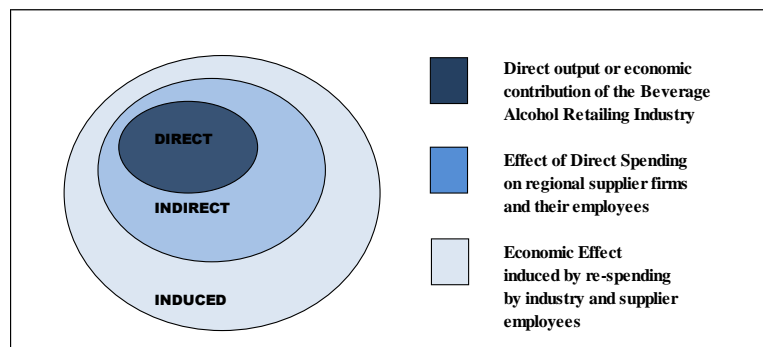 DIRECT
INDIRECT
INDUCED
Direct output or economic
contribution of the Beverage
Alcohol Retailing Industry
Effect of Direct Spending
on regional supplier firms
and their employees
Economic Effect
induced by re-spending
by industry and supplier
employees